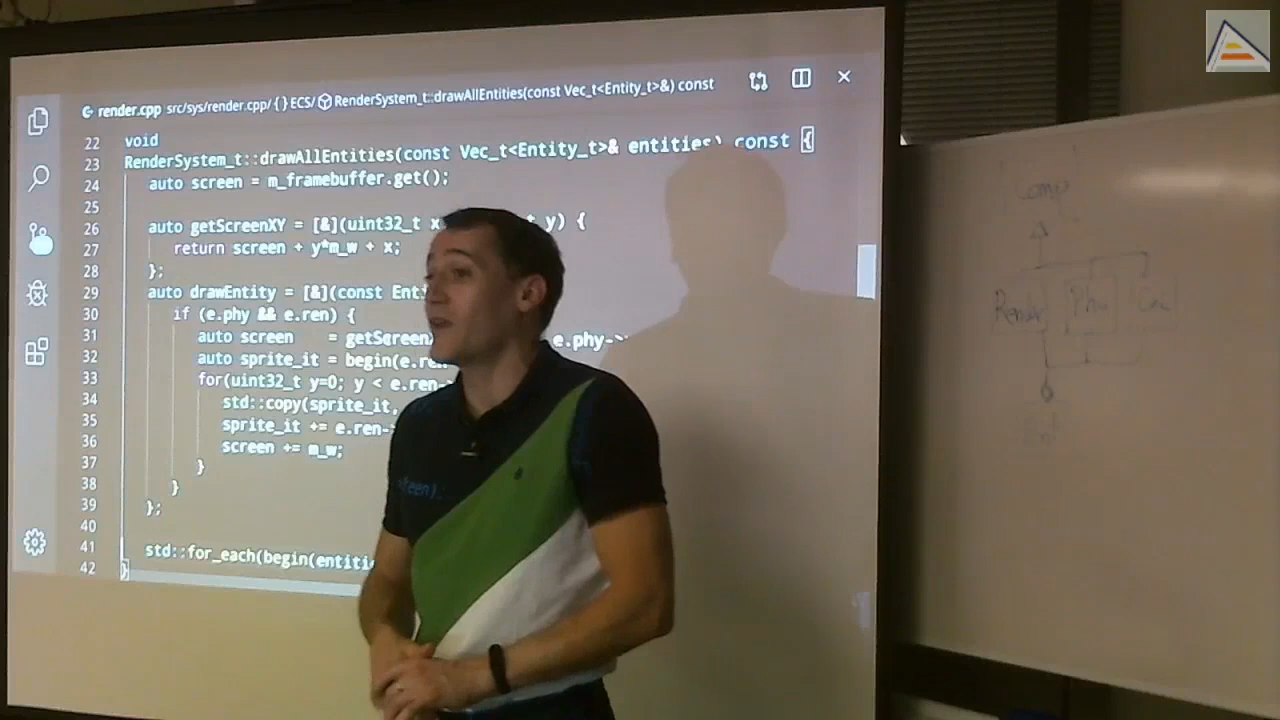 render.cpp src/sys/render.cpp/ { } ECS/ RenderSystem_t::drawAllEntities(const Vec_t<Entity_t>&) const
22 void
23 RenderSystem_t::drawAllEntities(const Vec_t<Entity_t>& entities) const {
24 auto screen = m_framebuffer.get();
25
26 auto getScreenXY = [&](uint32_t x t y) {
27 return screen + y*m_w + x;
28 };
29 auto drawEntity = [&](const Ent
30 if (e.phy && e.ren) {
31 auto screen = getScreen e.phy->
32 auto sprite_it = begin(e.ren
33 for(uint32_t y=0; y < e.ren-
34 std::copy(sprite_it,
35 sprite_it += e.ren-
36 screen += m_w;
37 }
38 }
39 };
40
41 std::for_each(begin(entiti
42 }
Comp
Render Phy